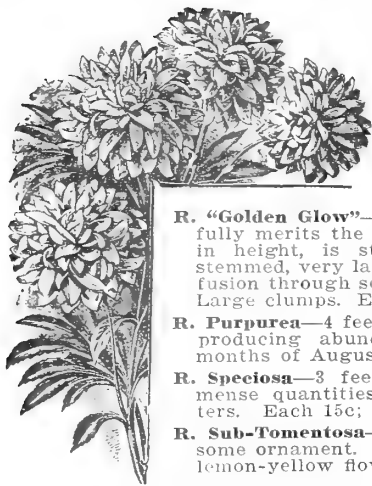 R. "Golden Glow"—
fully merits the
in height, is st
stemmed, very la
fusion through s
Large clumps. E
R. Purpurea—4 fee
producing abun
months of Augus
R. Speciosa—3 fee
mense quantities
ters. Each 15c;
R. Sub-Tomentosa—
some ornament.
lemon-yellow flow